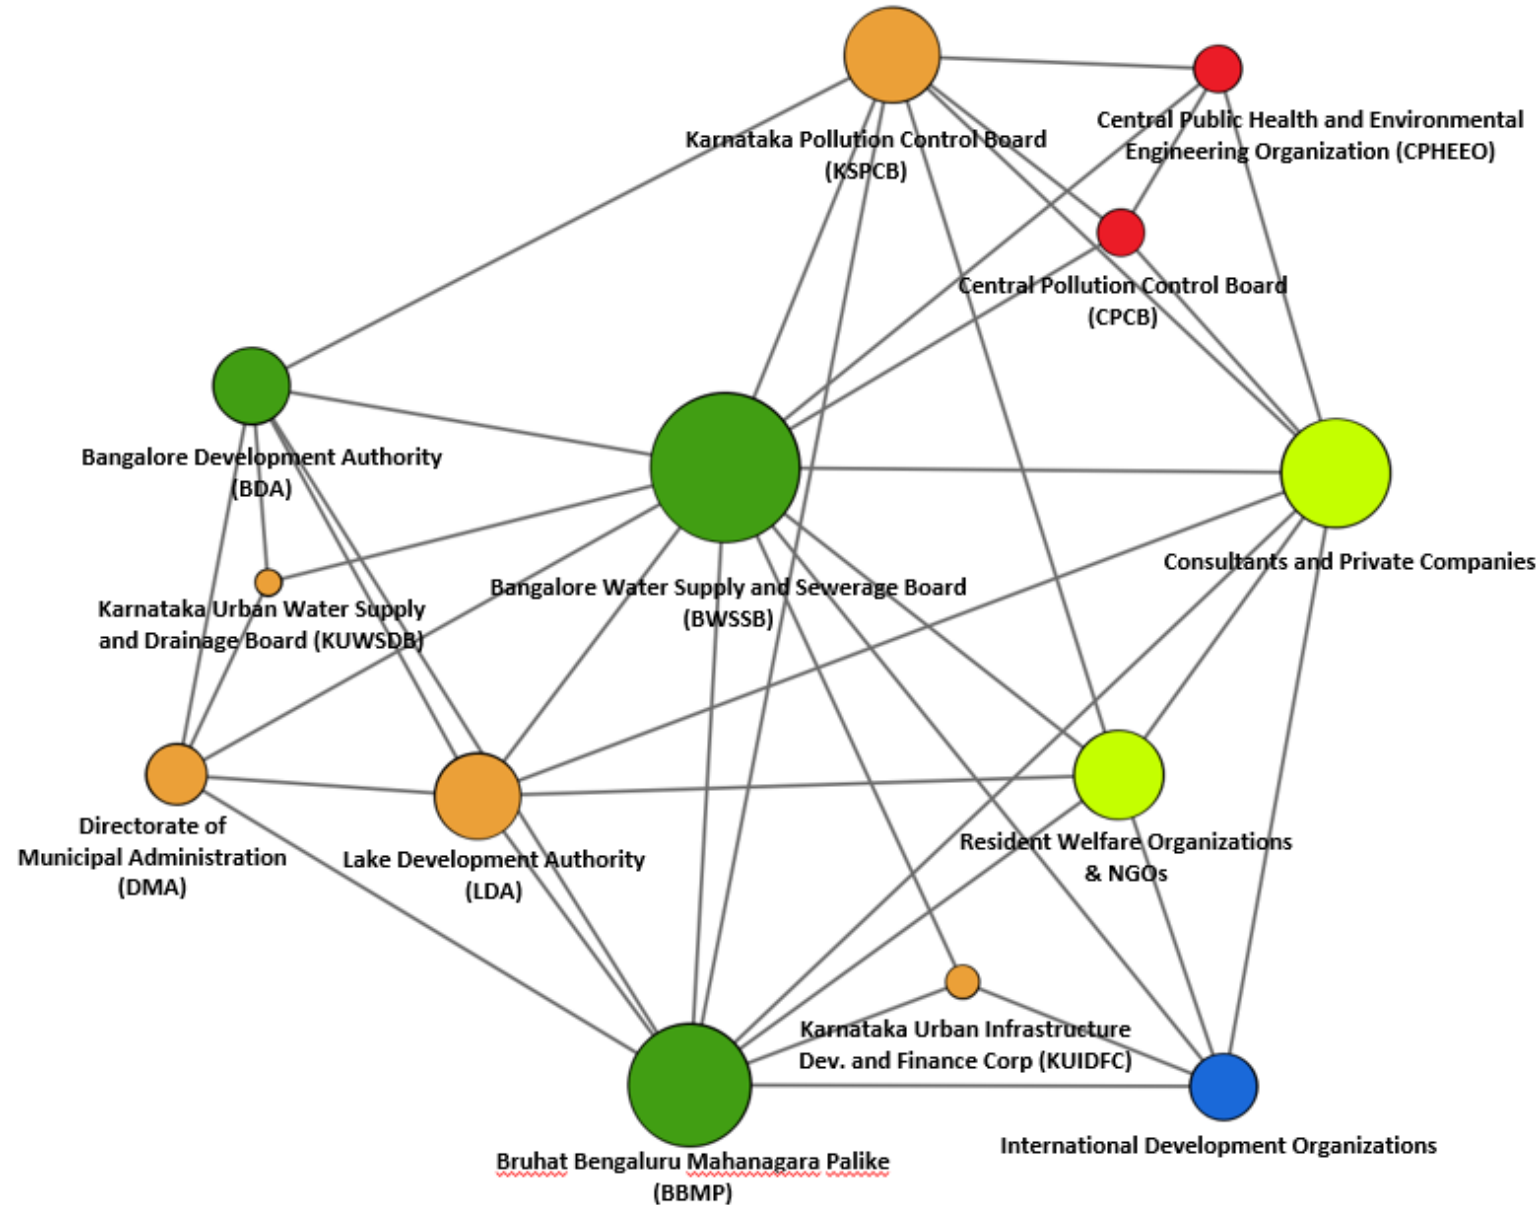 Karnataka Pollution Control Board
(KSPCB)
Central Public Health and Environmental
Engineering Organization (CPHEEO)
Central Pollution Control Board
(CPCB)
Bangalore Development Authority
(BDA)
Karnataka Urban Water Supply
and Drainage Board (KUWSDB)
Bangalore Water Supply and Sewerage Board
(BWSSB)
Consultants and Private Companies
Directorate of
Municipal Administration
(DMA)
Lake Development Authority
(LDA)
Resident Welfare Organizations
& NGOs
Karnataka Urban Infrastructure
Dev. and Finance Corp (KUIDFC)
International Development Organizations
Bruhat Bengaluru Mahanagara Palike
(BBMP)